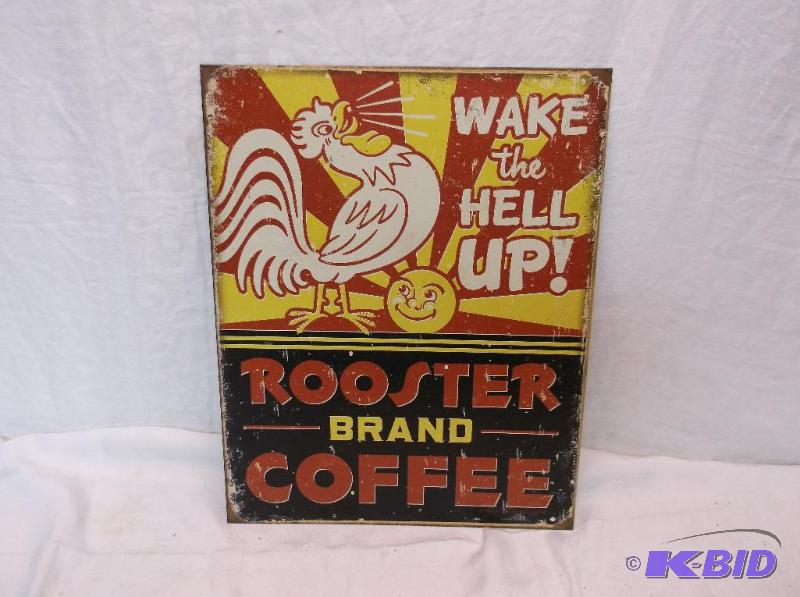 WAKE
the
HELL
UP!
ROOSTER
BRAND
COFFEE
© K-BID